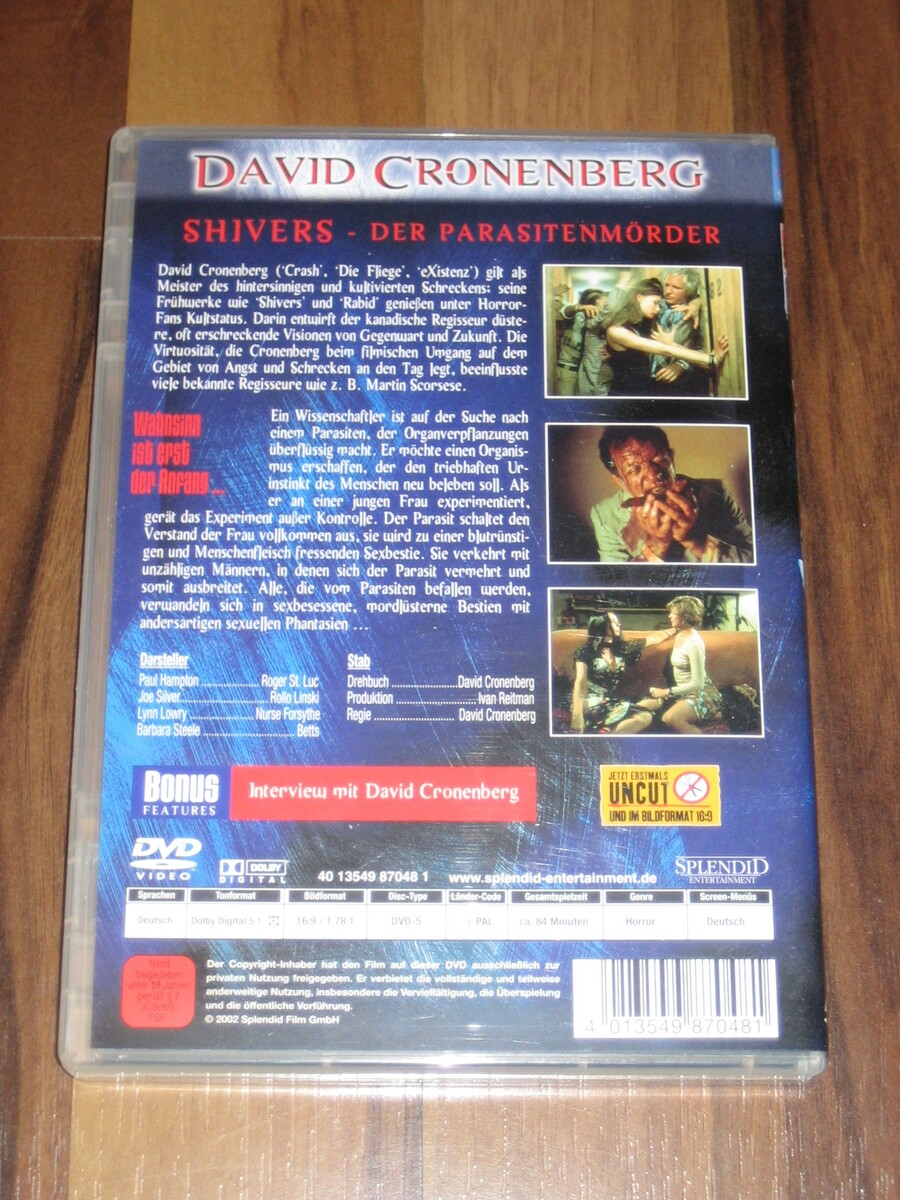 DAVID CRONENBERG
SHIVERS - DER PARASITENMÖRDER
David Cronenberg ('Crash', 'Die Fliege', 'eXistenz') gilt als
Meister des hintersinnigen und kultivierten Schreckens: seine
Frühwerke wie 'Shivers' und 'Rabid' genießen unter Horror-
Fans Kultstatus. Darin entwirft der kanadische Regisseur düste-
re, oft erschreckende Visionen von Gegenwart und Zukunft. Die
Virtuosität, die Cronenberg beim filmischen Umgang auf dem
Gebiet von Angst und Schrecken an den Tag legt, beeinflusste
viele bekannte Regisseure wie z. B. Martin Scorsese.
Wahnsinn
ist erst
der Anfang ...
Ein Wissenschaftler ist auf der Suche nach
einem Parasiten, der Organverpflanzungen
überflüssig macht. Er möchte einen Organis-
mus erschaffen, der den triebhaften Ur-
instinkt des Menschen neu beleben soll. Als
er an einer jungen Frau experimentiert,
gerät das Experiment außer Kontrolle. Der Parasit schaltet den
Verstand der Frau vollkommen aus, sie wird zu einer blutrünsti-
gen und Menschenfleisch fressenden Sexbestie. Sie verkehrt mit
unzähligen Männern, in denen sich der Parasit vermehrt und
somit ausbreitet. Alle, die vom Parasiten befallen werden,
verwandeln sich in sexbesessene, mordlüsterne Bestien mit
andersartigen sexuellen Phantasien ...
Darsteller
Paul Hampton ................ Roger St. Luc
Joe Silver ................ Rollo Linski
Lynn Lowry ................ Nurse Forsythe
Barbara Steele ................ Betts
Stab
Drehbuch ................ David Cronenberg
Produktion ................ Ivan Reitman
Regie ................ David Cronenberg
BONUS
FEATURES
Interview mit David Cronenberg
JETZT ERSTMALS
UNCUT
UND IM BILDFORMAT 16:9
DVD
VIDEO
DOLBY
DIGITAL
40 13549 87048 1
www.splendid-entertainment.de
SPLENDID
ENTERTAINMENT
Sprachen Tonformat Bildformat Disc-Type Länder-Code Gesamtspielzeit Genre Screen-Menüs
Deutsch Dolby Digital 5.1 16:9 / 1,78:1 DVD-5 2 PAL ca. 84 Minuten Horror Deutsch
Nicht
freigegeben
unter 18 Jahren
gemäß § 7
JÖSchG
FSK
Der Copyright-Inhaber hat den Film auf dieser DVD ausschließlich zur
privaten Nutzung freigegeben. Er verbietet die vollständige und teilweise
anderweitige Nutzung, insbesondere die Vervielfältigung, die Überspielung
und die öffentliche Vorführung.
© 2002 Splendid Film GmbH
4 013549 870481